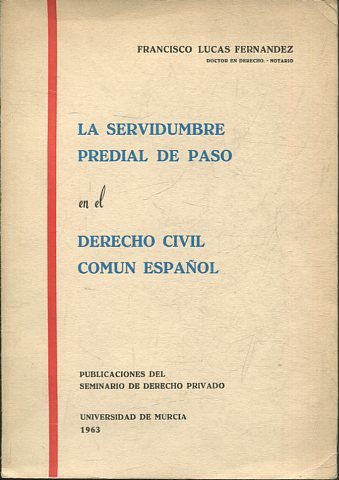 FRANCISCO LUCAS FERNANDEZ
DOCTOR EN DERECHO. - NOTARIO
LA SERVIDUMBRE
PREDIAL DE PASO
en el
DERECHO CIVIL
COMUN ESPAÑOL
PUBLICACIONES DEL
SEMINARIO DE DERECHO PRIVADO
UNIVERSIDAD DE MURCIA
1963